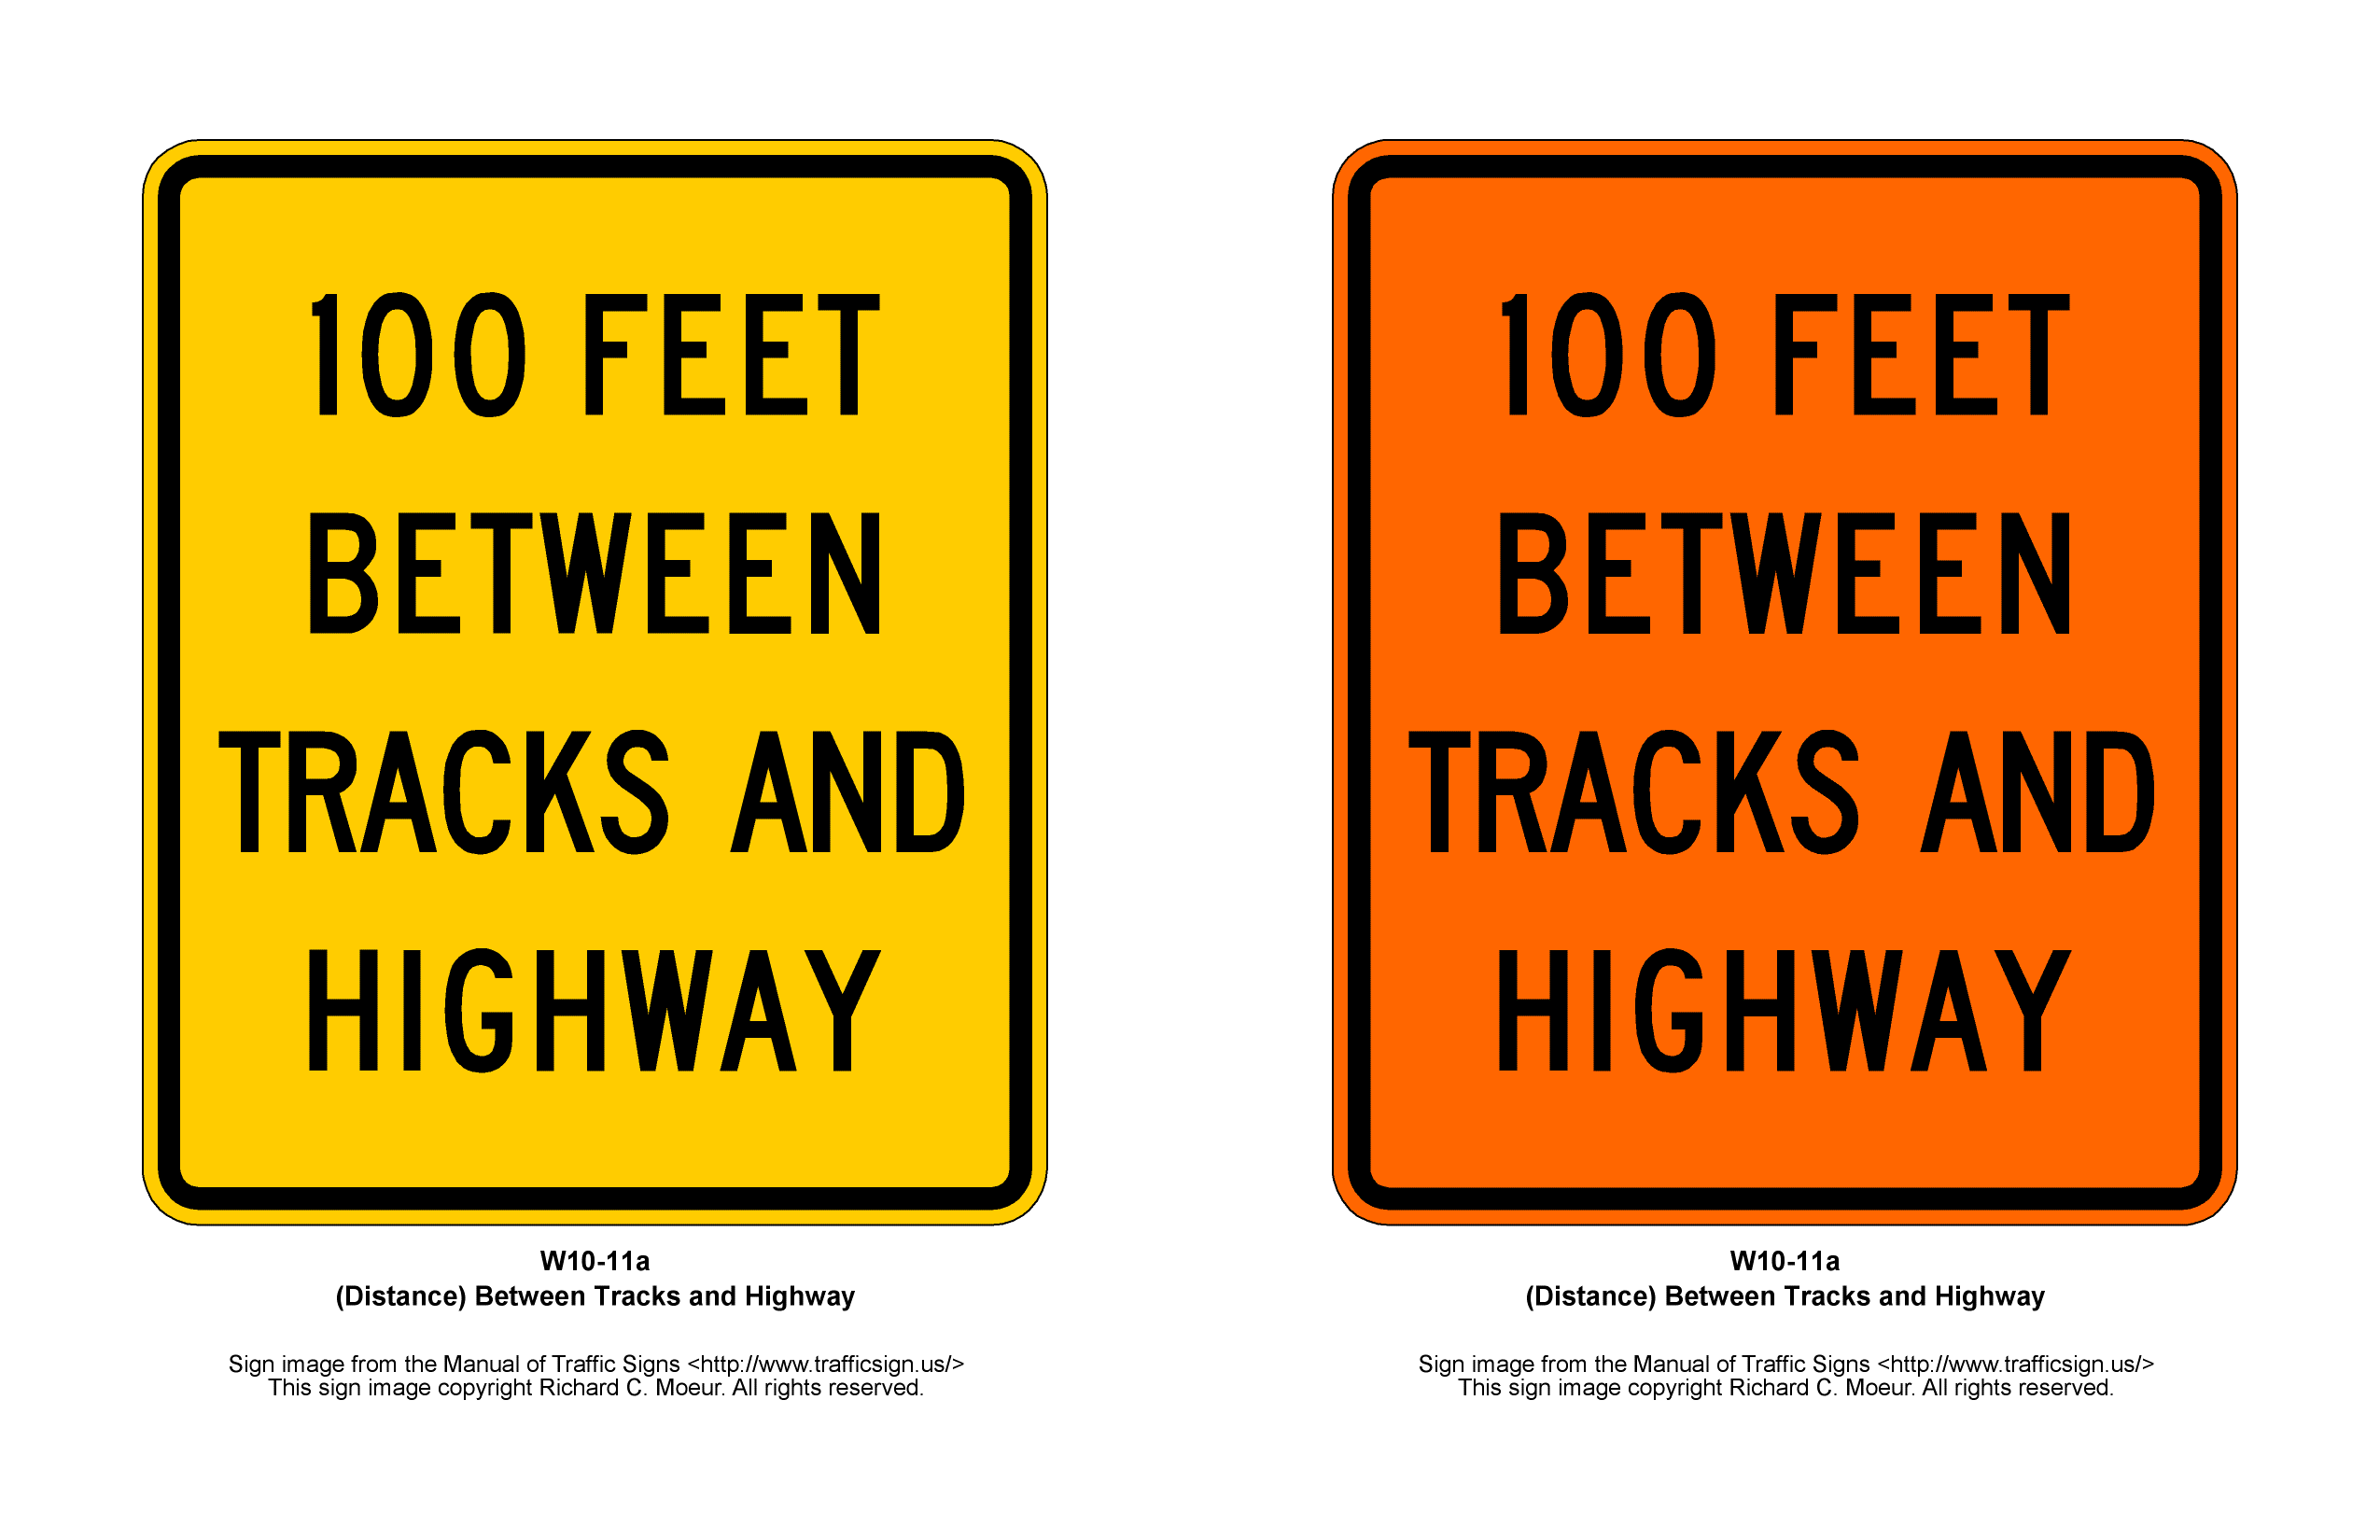 100 FEET
BETWEEN
TRACKS AND
HIGHWAY
W10-11a
(Distance) Between Tracks and Highway
Sign image from the Manual of Traffic Signs <http://www.trafficsign.us/>
This sign image copyright Richard C. Moeur. All rights reserved.
100 FEET
BETWEEN
TRACKS AND
HIGHWAY
W10-11a
(Distance) Between Tracks and Highway
Sign image from the Manual of Traffic Signs <http://www.trafficsign.us/>
This sign image copyright Richard C. Moeur. All rights reserved.